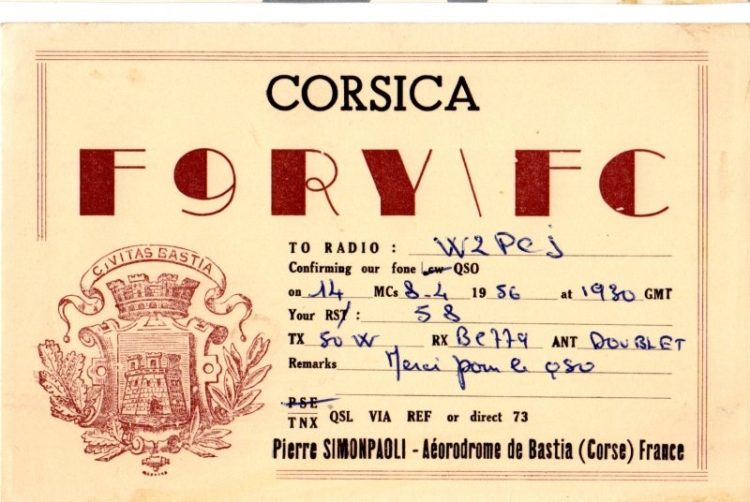 CORSICA
F9RY\FC
CIVITAS BASTIA
TO RADIO : W2PCJ
Confirming our fone cw QSO
on 14 MCs 8-4 1956 at 1930 GMT
Your RST : 58
TX 50 W RX BC779 ANT DOUBLET
Remarks Merci pour le QSO
PSE
TNX QSL VIA REF or direct 73
Pierre SIMONPAOLI - Aéorodrome de Bastia (Corse) France